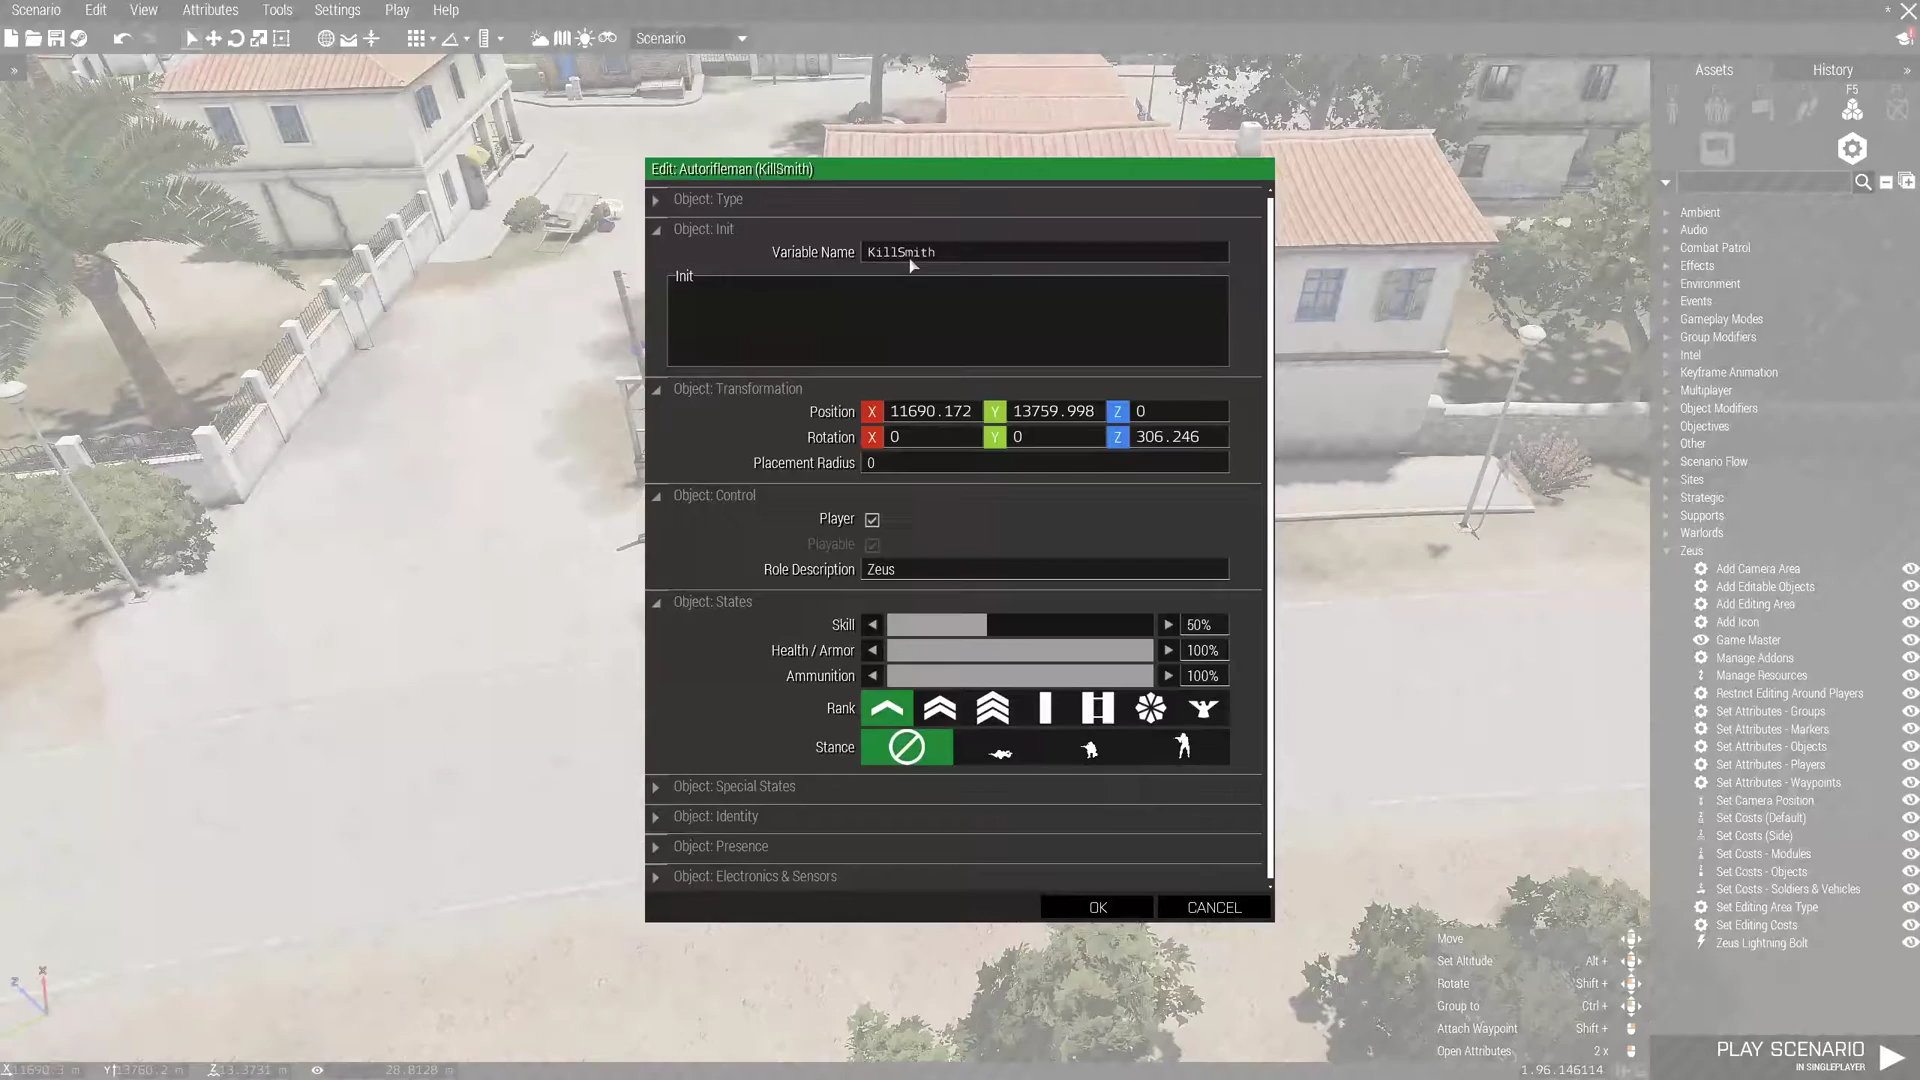 Scenario Edit View Attributes Tools Settings Play Help
Scenario
Assets History
F5
Edit: Autorifleman (KillSmith)
Object: Type
Object: Init
Variable Name KillSmith
Init
Object: Transformation
Position X 11690.172 Y 13759.998 Z 0
Rotation X 0 Y 0 Z 306.246
Placement Radius 0
Object: Control
Player
Playable
Role Description Zeus
Object: States
Skill 50%
Health / Armor 100%
Ammunition 100%
Rank
Stance
Object: Special States
Object: Identity
Object: Presence
Object: Electronics & Sensors
OK CANCEL
Ambient
Audio
Combat Patrol
Effects
Environment
Events
Gameplay Modes
Group Modifiers
Intel
Keyframe Animation
Multiplayer
Object Modifiers
Objectives
Other
Scenario Flow
Sites
Strategic
Supports
Warlords
Zeus
Add Camera Area
Add Editable Objects
Add Editing Area
Add Icon
Game Master
Manage Addons
Manage Resources
Restrict Editing Around Players
Set Attributes - Groups
Set Attributes - Markers
Set Attributes - Objects
Set Attributes - Players
Set Attributes - Waypoints
Set Camera Position
Set Costs (Default)
Set Costs (Side)
Set Costs - Modules
Set Costs - Objects
Set Costs - Soldiers & Vehicles
Set Editing Area Type
Set Editing Costs
Zeus Lightning Bolt
Move
Set Altitude Alt +
Rotate Shift +
Group to Ctrl +
Attach Waypoint Shift +
Open Attributes 2 x
PLAY SCENARIO
IN SINGLEPLAYER
X 11690.3 m Y 13760.2 m Z 13.3731 m 28.8128 m 1.96.146114